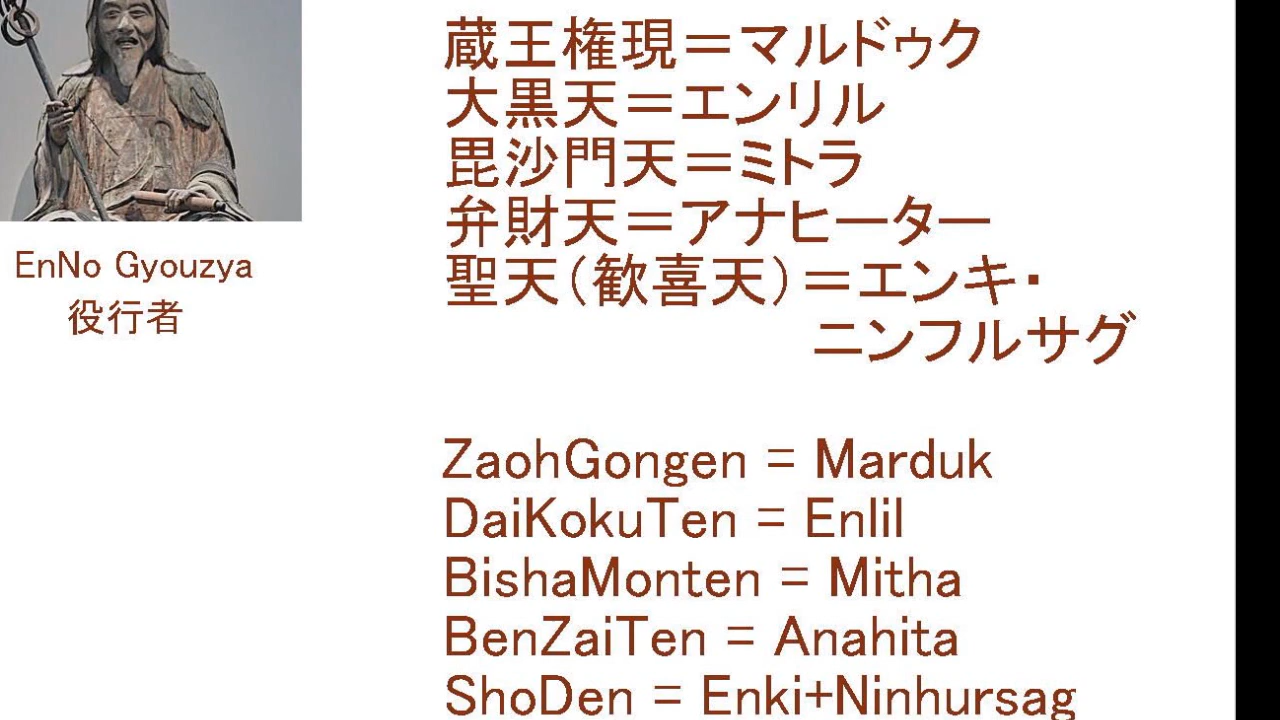 蔵王権現＝マルドゥク
大黒天＝エンリル
毘沙門天＝ミトラ
弁財天＝アナヒーター
聖天（歓喜天）＝エンキ・
ニンフルサグ
EnNo Gyouzya
役行者
ZaohGongen = Marduk
DaiKokuTen = Enlil
BishaMonten = Mitha
BenZaiTen = Anahita
ShoDen = Enki+Ninhursag